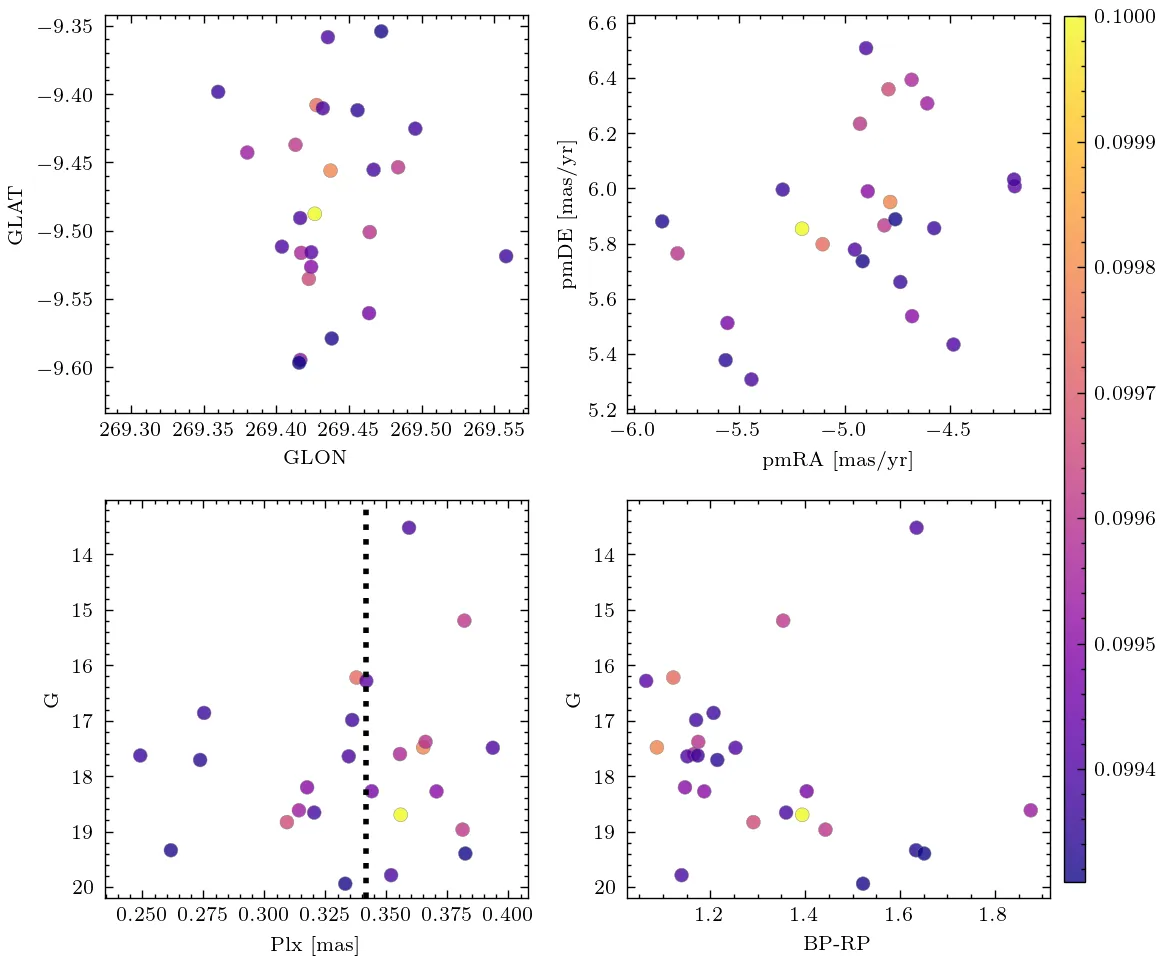 −9.35
−9.40
−9.45
−9.50
−9.55
−9.60
GLAT
269.30 269.35 269.40 269.45 269.50 269.55
GLON
6.6
6.4
6.2
6.0
5.8
5.6
5.4
5.2
pmDE [mas/yr]
−6.0 −5.5 −5.0 −4.5
pmRA [mas/yr]
14
15
16
17
18
19
20
G
0.250 0.275 0.300 0.325 0.350 0.375 0.400
Plx [mas]
14
15
16
17
18
19
20
G
1.2 1.4 1.6 1.8
BP-RP
0.1000
0.0999
0.0998
0.0997
0.0996
0.0995
0.0994